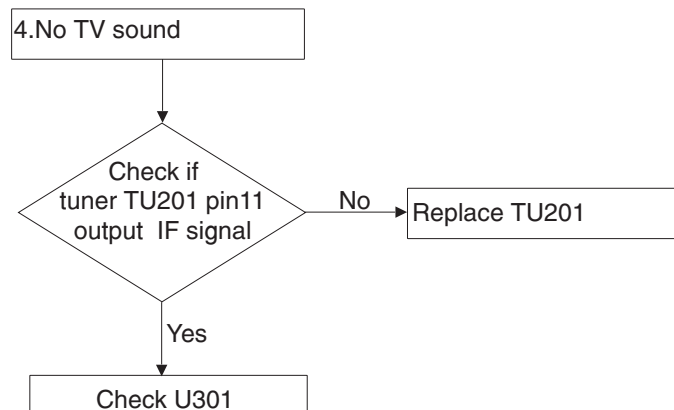 4.No TV sound
Check if
tuner TU201 pin11
output IF signal
No
Replace TU201
Yes
Check U301